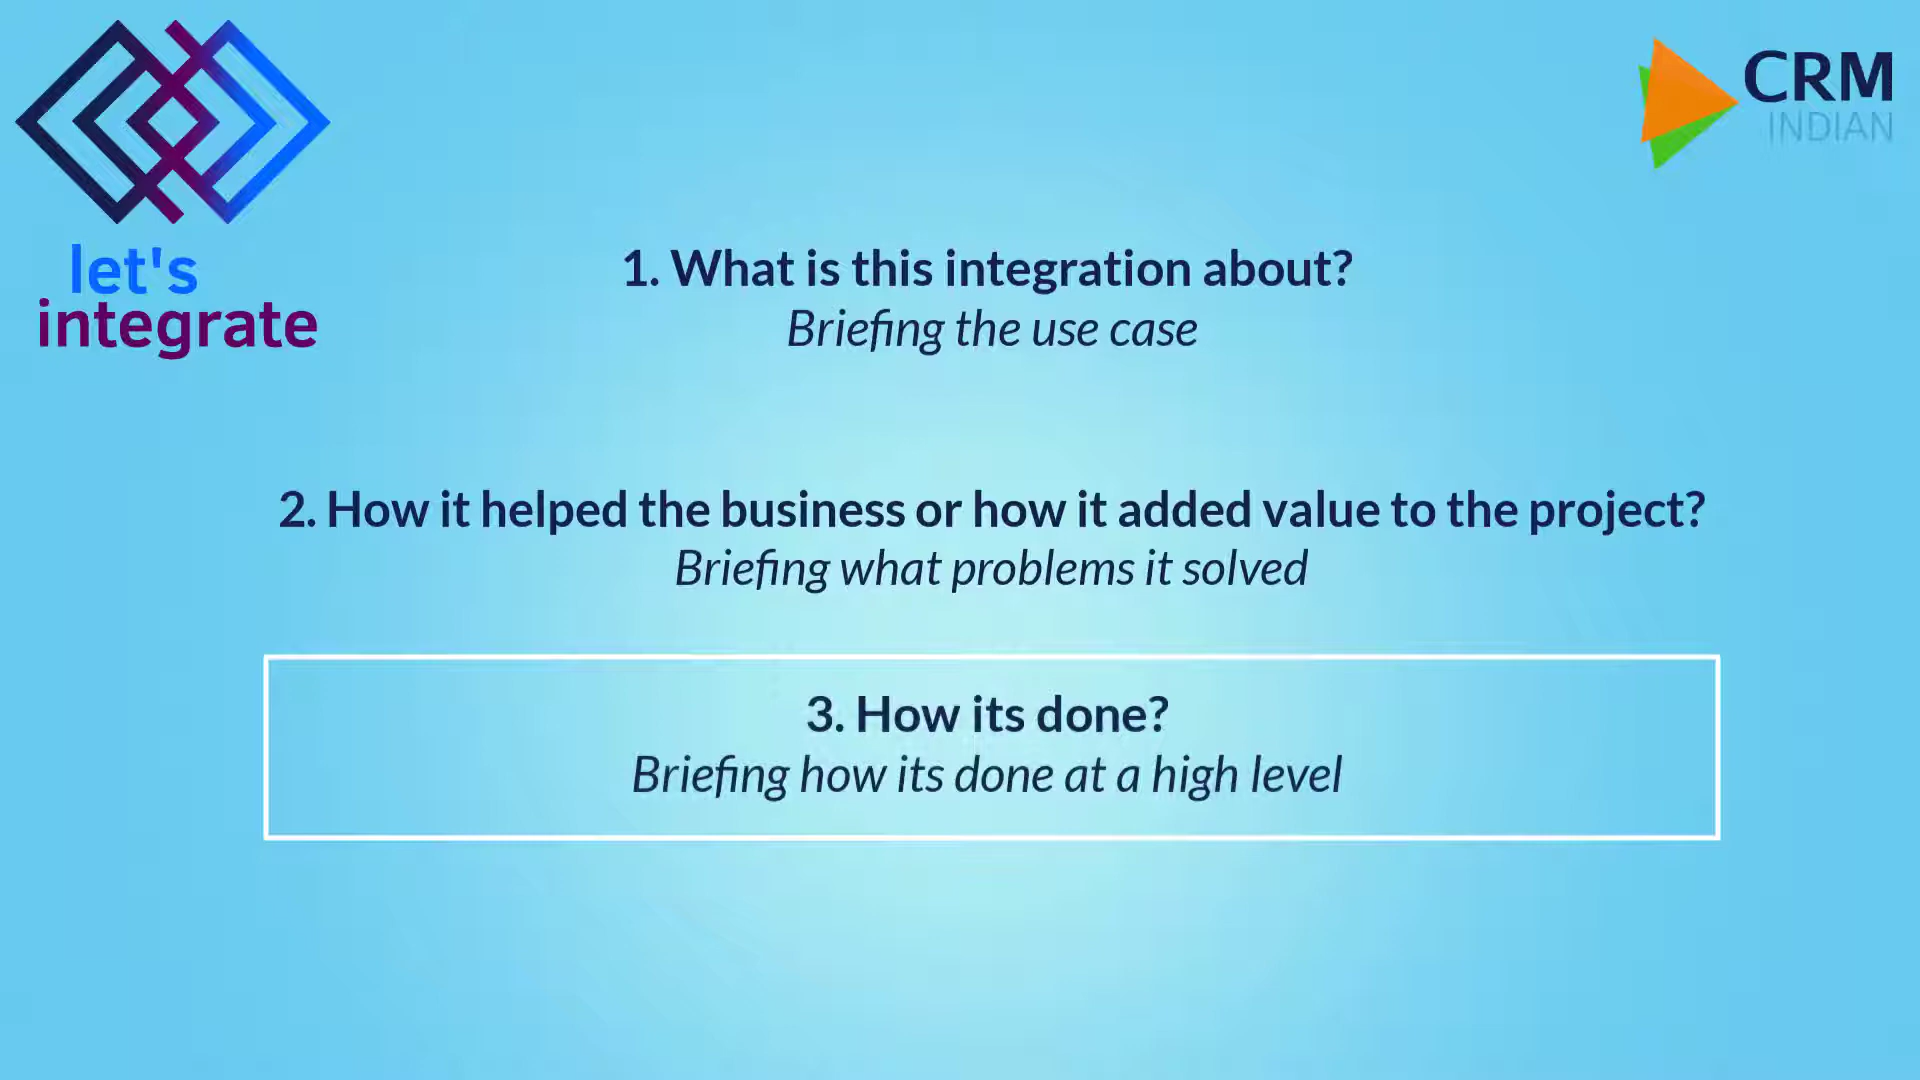 let's
integrate
CRM
INDIAN
1. What is this integration about?
Briefing the use case
2. How it helped the business or how it added value to the project?
Briefing what problems it solved
3. How its done?
Briefing how its done at a high level